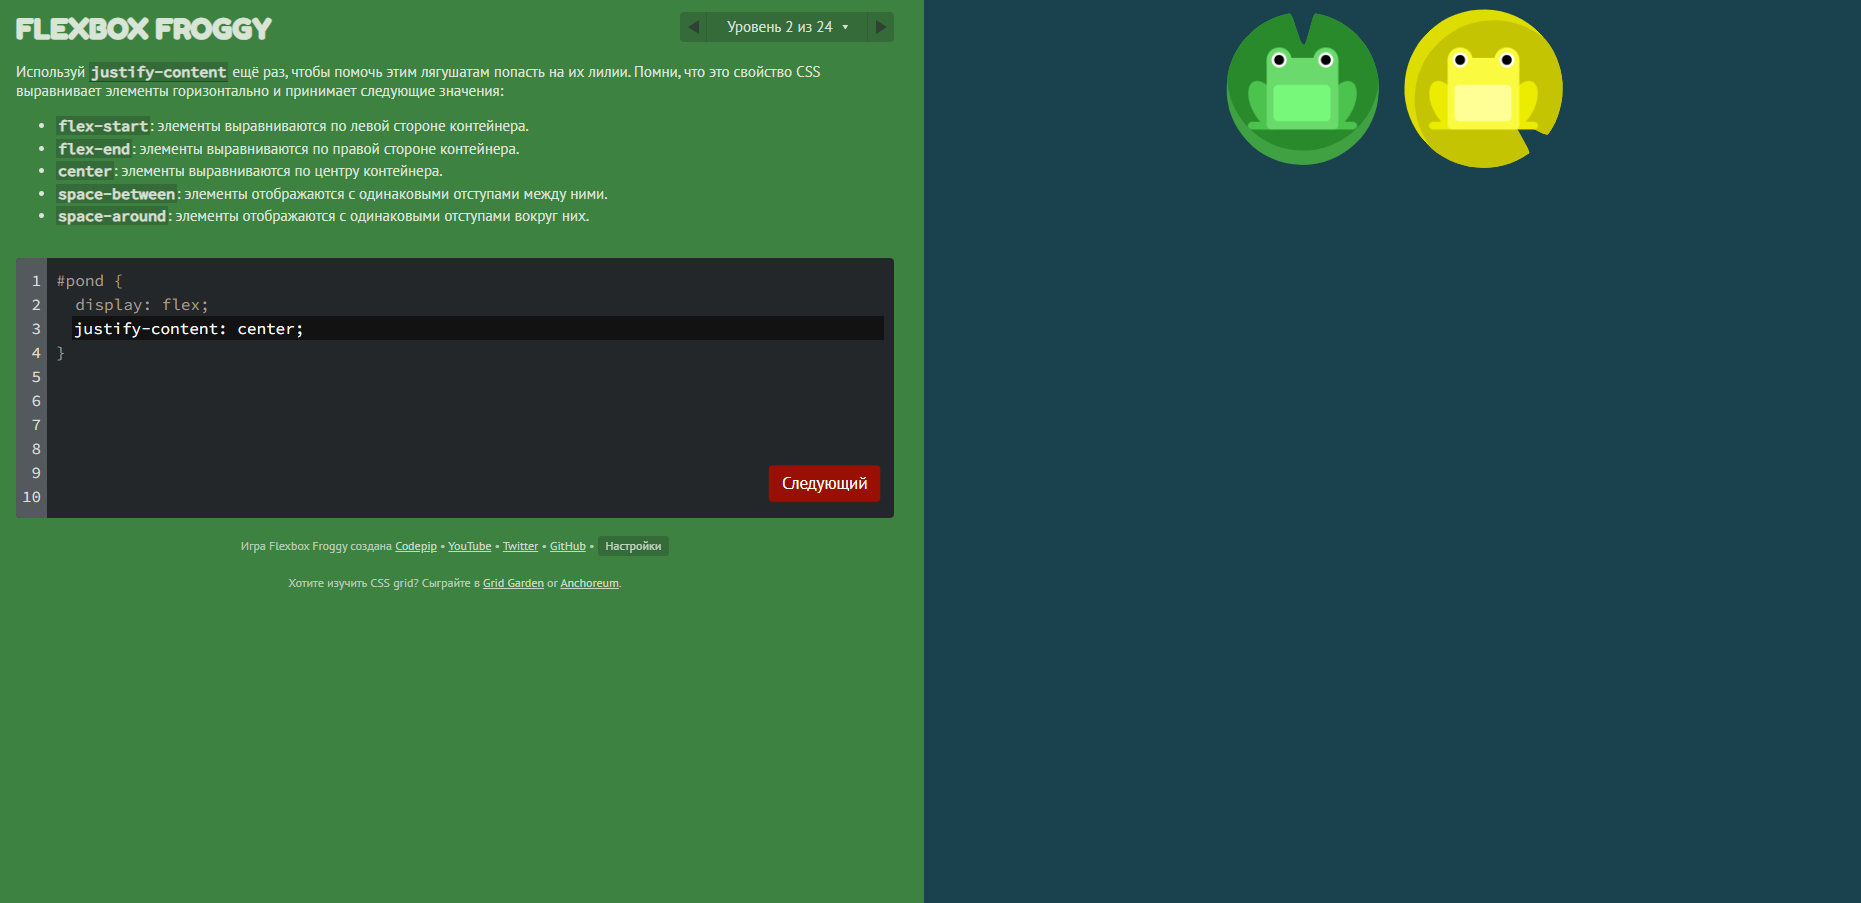 FLEXBOX FROGGY
Уровень 2 из 24
Используй justify-content ещё раз, чтобы помочь этим лягушатам попасть на их лилии. Помни, что это свойство CSS
выравнивает элементы горизонтально и принимает следующие значения:
flex-start: элементы выравниваются по левой стороне контейнера.
flex-end: элементы выравниваются по правой стороне контейнера.
center: элементы выравниваются по центру контейнера.
space-between: элементы отображаются с одинаковыми отступами между ними.
space-around: элементы отображаются с одинаковыми отступами вокруг них.
1 #pond {
2 display: flex;
3 justify-content: center;
4 }
5
6
7
8
9
10
Следующий
Игра Flexbox Froggy создана Codepip • YouTube • Twitter • GitHub • Настройки
Хотите изучить CSS grid? Сыграйте в Grid Garden or Anchoreum.